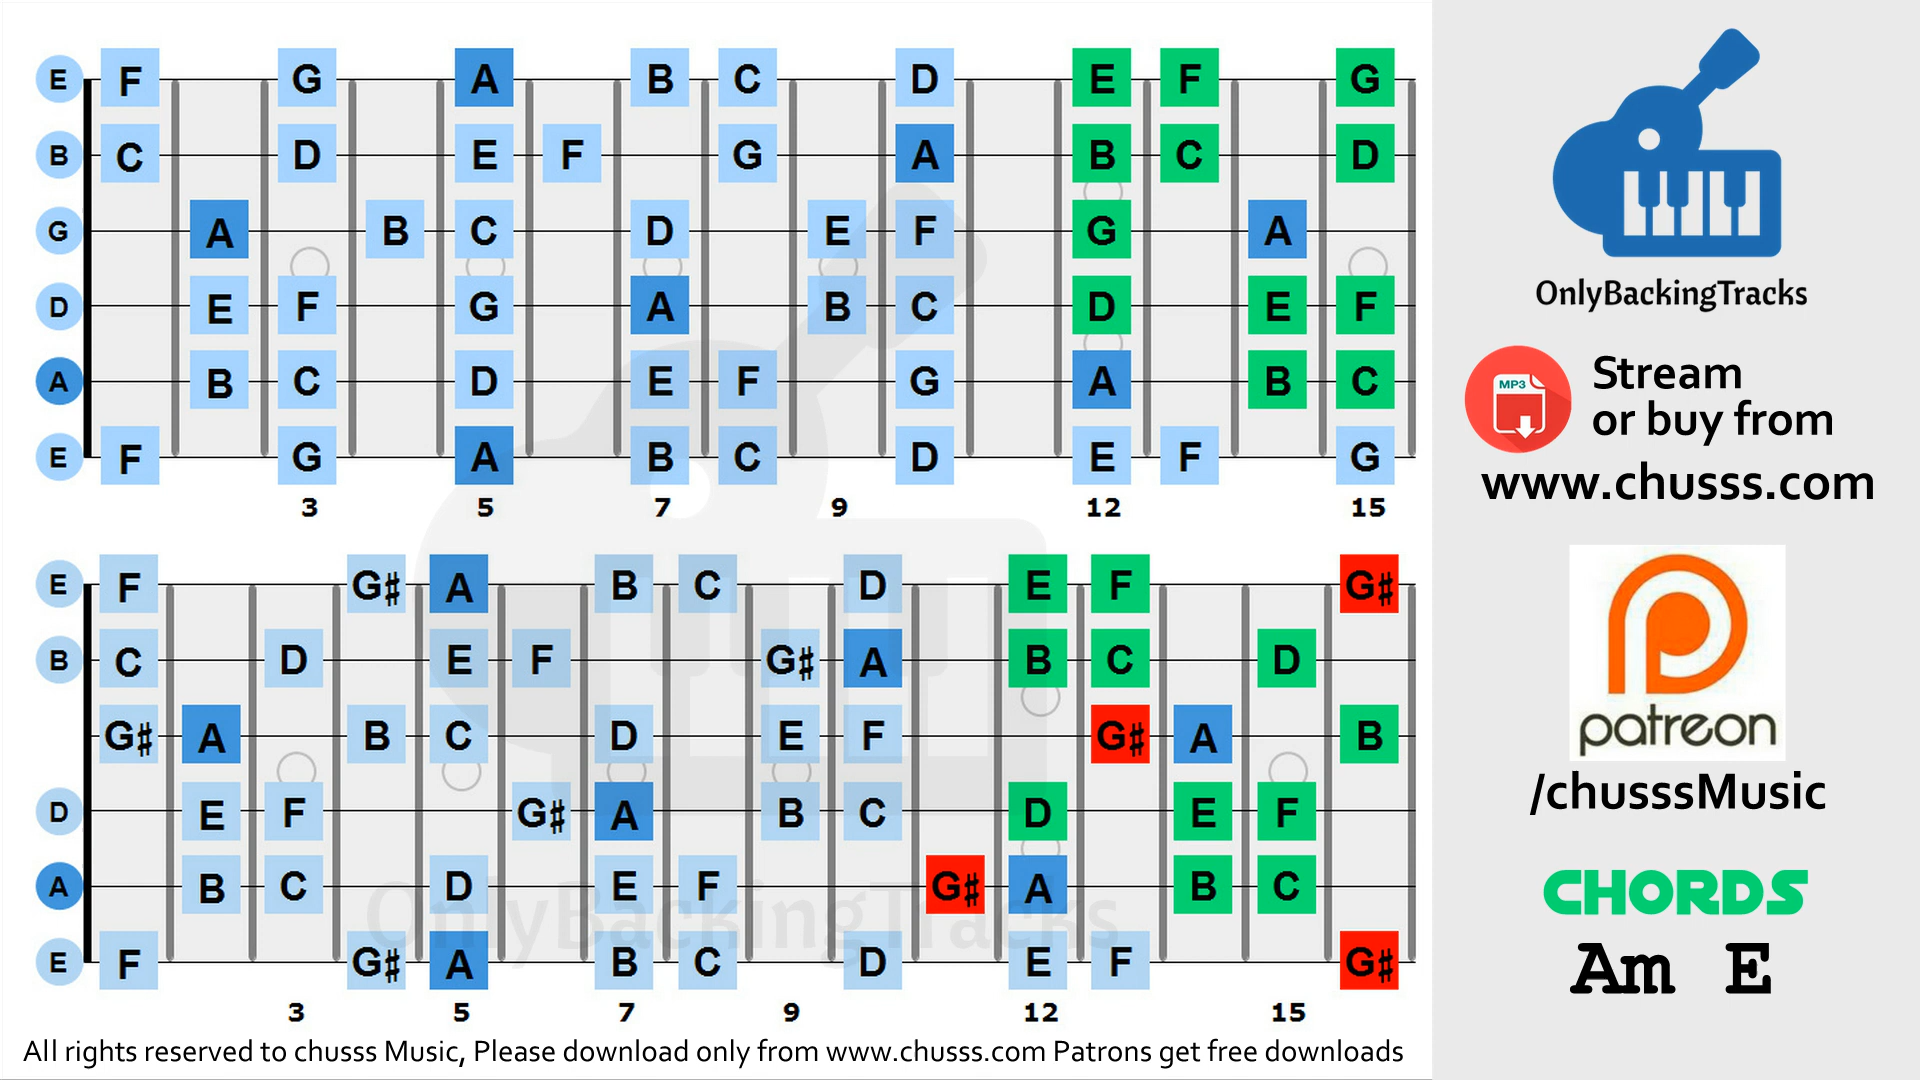 E F G A B C D E F G
B C D E F G A B C D
G A B C D E F G A
D E F G A B C D E F
A B C D E F G A B C
E F G A B C D E F G
3 5 7 9 12 15
E F G# A B C D E F G#
B C D E F G# A B C D
G# A B C D E F G# A B
D E F G# A B C D E F
A B C D E F G# A B C
E F G# A B C D E F G#
3 5 7 9 12 15
OnlyBackingTracks
All rights reserved to chusss Music, Please download only from www.chusss.com Patrons get free downloads
OnlyBackingTracks
MP3
Stream
or buy from
www.chusss.com
patreon
/chusssMusic
CHORDS
Am E